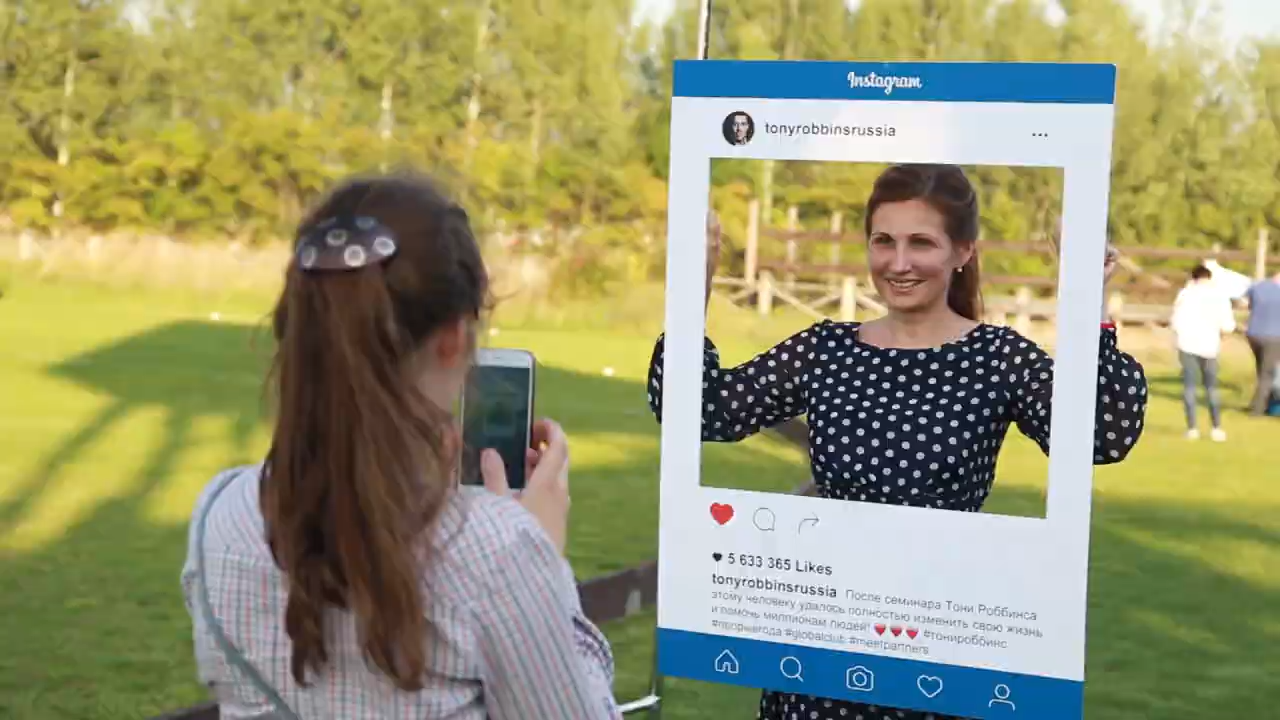 Instagram
tonyrobbinsrussia
5 633 365 Likes
tonyrobbinsrussia После семинара Тони Роббинса
этому человеку удалось полностью изменить свою жизнь
и помочь миллионам людей! #тонироббинс
#globalclub #meetpartners